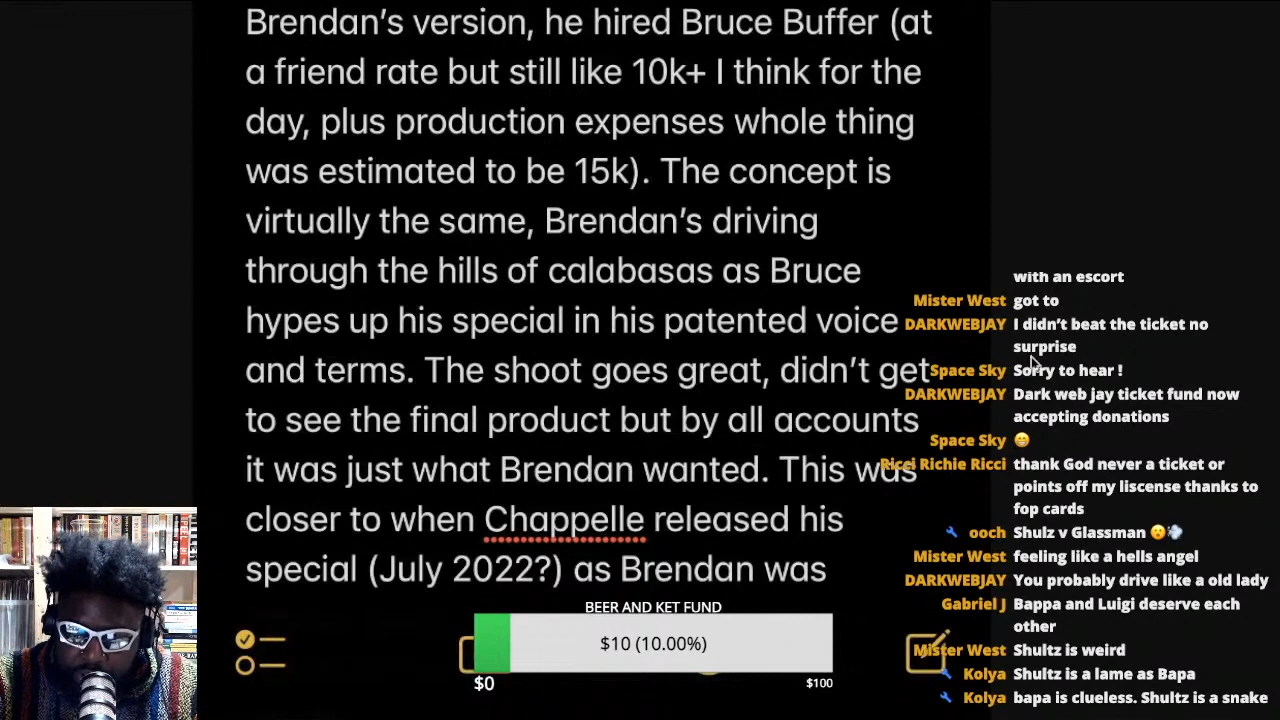 Brendan’s version, he hired Bruce Buffer (at
a friend rate but still like 10k+ I think for the
day, plus production expenses whole thing
was estimated to be 15k). The concept is
virtually the same, Brendan’s driving
through the hills of calabasas as Bruce
hypes up his special in his patented voice
and terms. The shoot goes great, didn’t get
to see the final product but by all accounts
it was just what Brendan wanted. This was
closer to when Chappelle released his
special (July 2022?) as Brendan was
BEER AND KET FUND
$10 (10.00%)
$0
$100
with an escort
Mister West got to
DARKWEBJAY I didn’t beat the ticket no
surprise
Space Sky Sorry to hear !
DARKWEBJAY Dark web jay ticket fund now
accepting donations
Space Sky 😁
Ricci Richie Ricci thank God never a ticket or
points off my liscense thanks to
fop cards
ooch Shulz v Glassman 😮💨
Mister West feeling like a hells angel
DARKWEBJAY You probably drive like a old lady
Gabriel J Bappa and Luigi deserve each
other
Mister West Shultz is weird
Kolya Shultz is a lame as Bapa
Kolya bapa is clueless. Shultz is a snake